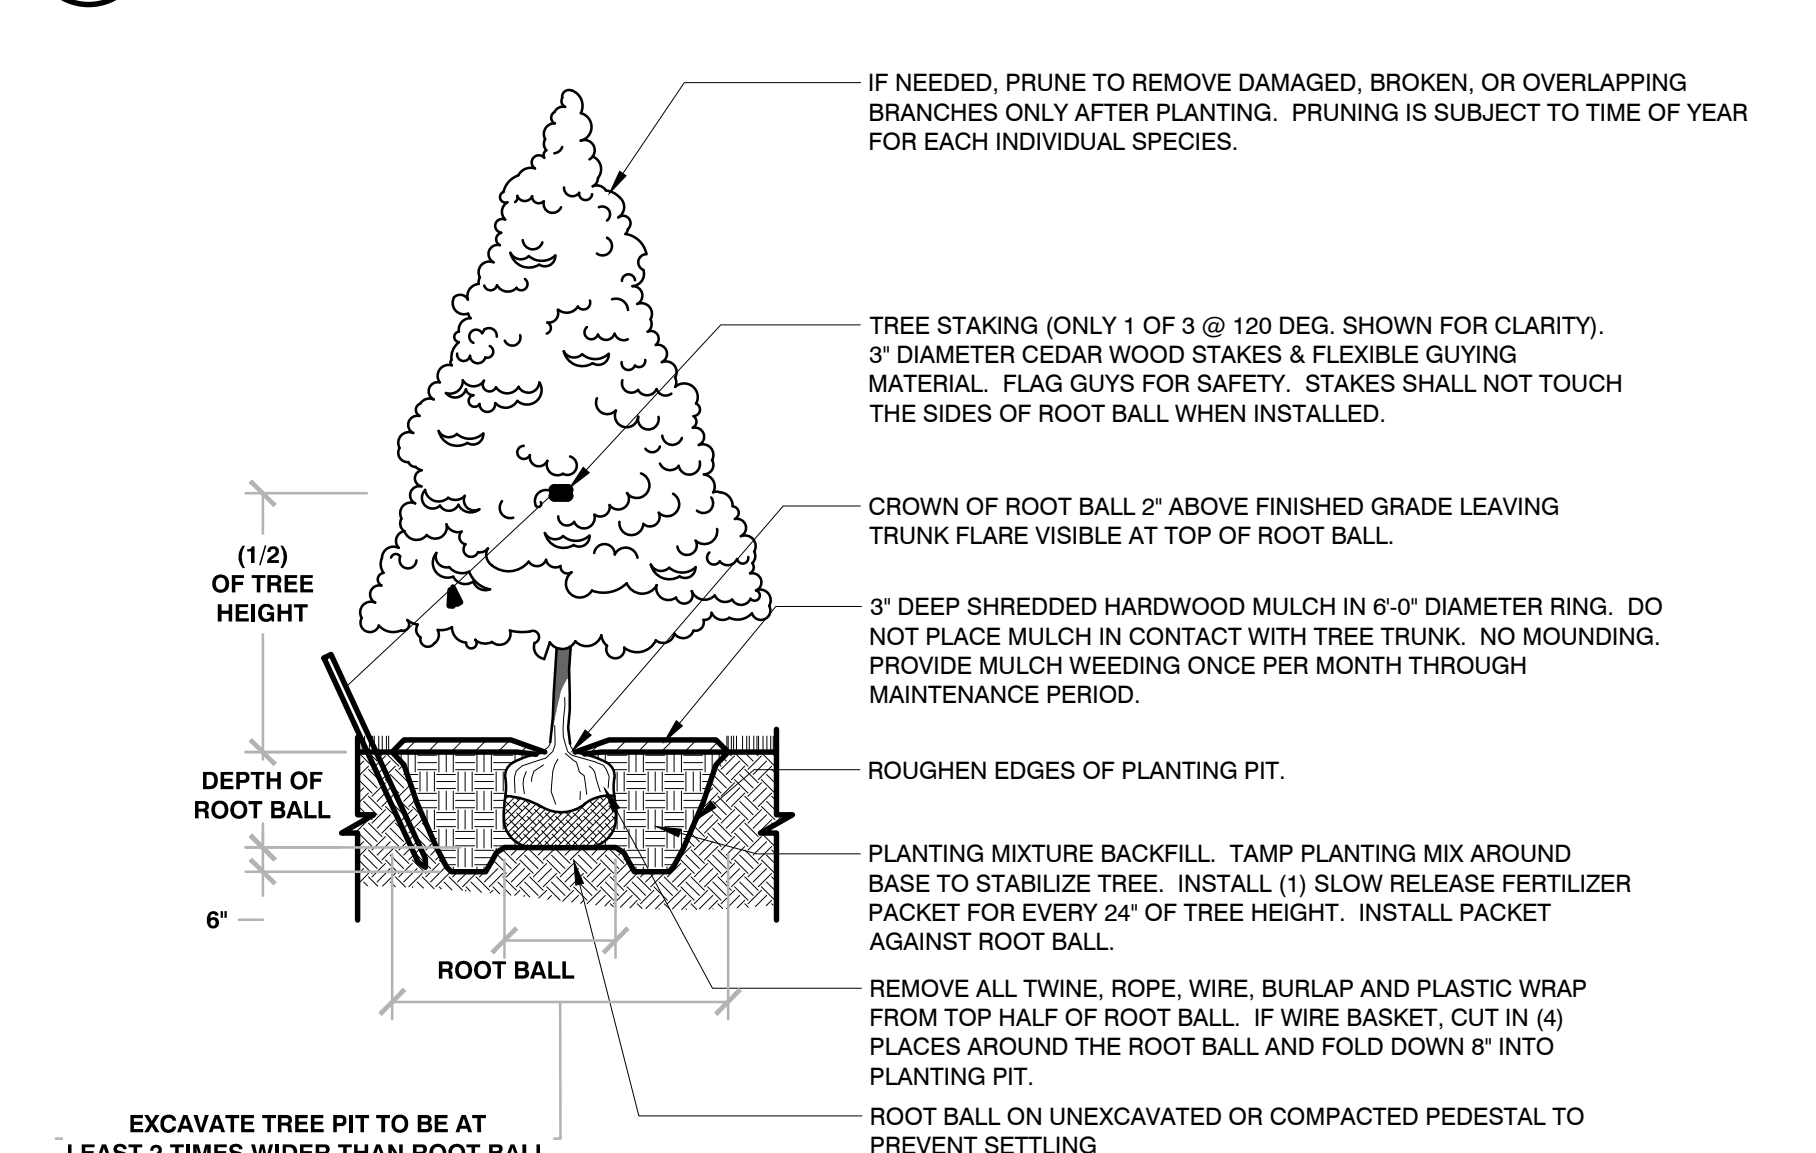 IF NEEDED, PRUNE TO REMOVE DAMAGED, BROKEN, OR OVERLAPPING
BRANCHES ONLY AFTER PLANTING. PRUNING IS SUBJECT TO TIME OF YEAR
FOR EACH INDIVIDUAL SPECIES.
TREE STAKING (ONLY 1 OF 3 @ 120 DEG. SHOWN FOR CLARITY).
3" DIAMETER CEDAR WOOD STAKES & FLEXIBLE GUYING
MATERIAL. FLAG GUYS FOR SAFETY. STAKES SHALL NOT TOUCH
THE SIDES OF ROOT BALL WHEN INSTALLED.
CROWN OF ROOT BALL 2" ABOVE FINISHED GRADE LEAVING
TRUNK FLARE VISIBLE AT TOP OF ROOT BALL.
(1/2)
OF TREE
HEIGHT
3" DEEP SHREDDED HARDWOOD MULCH IN 6'-0" DIAMETER RING. DO
NOT PLACE MULCH IN CONTACT WITH TREE TRUNK. NO MOUNDING.
PROVIDE MULCH WEEDING ONCE PER MONTH THROUGH
MAINTENANCE PERIOD.
DEPTH OF
ROOT BALL
ROUGHEN EDGES OF PLANTING PIT.
PLANTING MIXTURE BACKFILL. TAMP PLANTING MIX AROUND
BASE TO STABILIZE TREE. INSTALL (1) SLOW RELEASE FERTILIZER
PACKET FOR EVERY 24" OF TREE HEIGHT. INSTALL PACKET
AGAINST ROOT BALL.
6"
ROOT BALL
REMOVE ALL TWINE, ROPE, WIRE, BURLAP AND PLASTIC WRAP
FROM TOP HALF OF ROOT BALL. IF WIRE BASKET, CUT IN (4)
PLACES AROUND THE ROOT BALL AND FOLD DOWN 8" INTO
PLANTING PIT.
ROOT BALL ON UNEXCAVATED OR COMPACTED PEDESTAL TO
PREVENT SETTLING
EXCAVATE TREE PIT TO BE AT
LEAST 2 TIMES WIDER THAN ROOT BALL